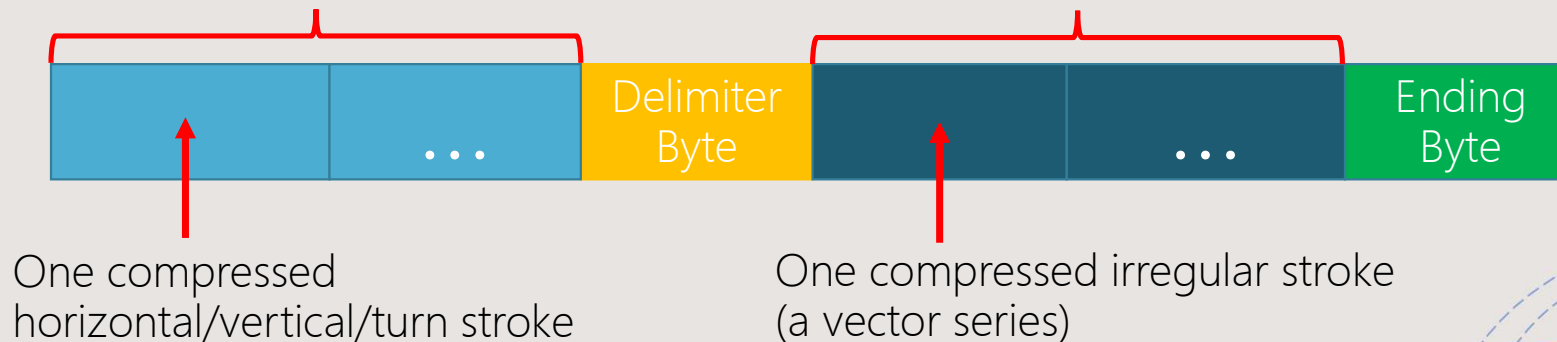 Delimiter
Byte
Ending
Byte
...
...
One compressed
horizontal/vertical/turn stroke
One compressed irregular stroke
(a vector series)